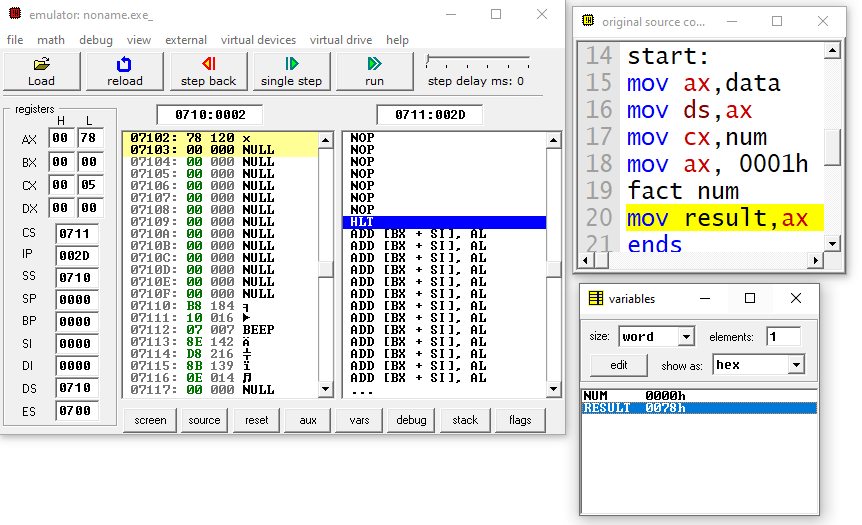 emulator: noname.exe_
file math debug view external virtual devices virtual drive help
Load reload step back single step run step delay ms: 0
registers
H L
AX 00 78
BX 00 00
CX 00 05
DX 00 00
CS 0711
IP 002D
SS 0710
SP 0000
BP 0000
SI 0000
DI 0000
DS 0710
ES 0700
0710:0002
07102: 78 120 x
07103: 00 000 NULL
07104: 00 000 NULL
07105: 00 000 NULL
07106: 00 000 NULL
07107: 00 000 NULL
07108: 00 000 NULL
07109: 00 000 NULL
0710A: 00 000 NULL
0710B: 00 000 NULL
0710C: 00 000 NULL
0710D: 00 000 NULL
0710E: 00 000 NULL
0710F: 00 000 NULL
07110: B8 184 ╕
07111: 10 016 ►
07112: 07 007 BEEP
07113: 8E 142 Ä
07114: D8 216 ╪
07115: 8B 139 ï
07116: 0E 014 ♫
07117: 00 000 NULL
0711:002D
NOP
NOP
NOP
NOP
NOP
NOP
NOP
HLT
ADD [BX + SI], AL
ADD [BX + SI], AL
ADD [BX + SI], AL
ADD [BX + SI], AL
ADD [BX + SI], AL
ADD [BX + SI], AL
ADD [BX + SI], AL
ADD [BX + SI], AL
ADD [BX + SI], AL
ADD [BX + SI], AL
ADD [BX + SI], AL
ADD [BX + SI], AL
ADD [BX + SI], AL
...
screen source reset aux vars debug stack flags
original source co...
14 start:
15 mov ax,data
16 mov ds,ax
17 mov cx,num
18 mov ax, 0001h
19 fact num
20 mov result,ax
21 ends
variables
size: word elements: 1
edit show as: hex
NUM 0000h
RESULT 0078h